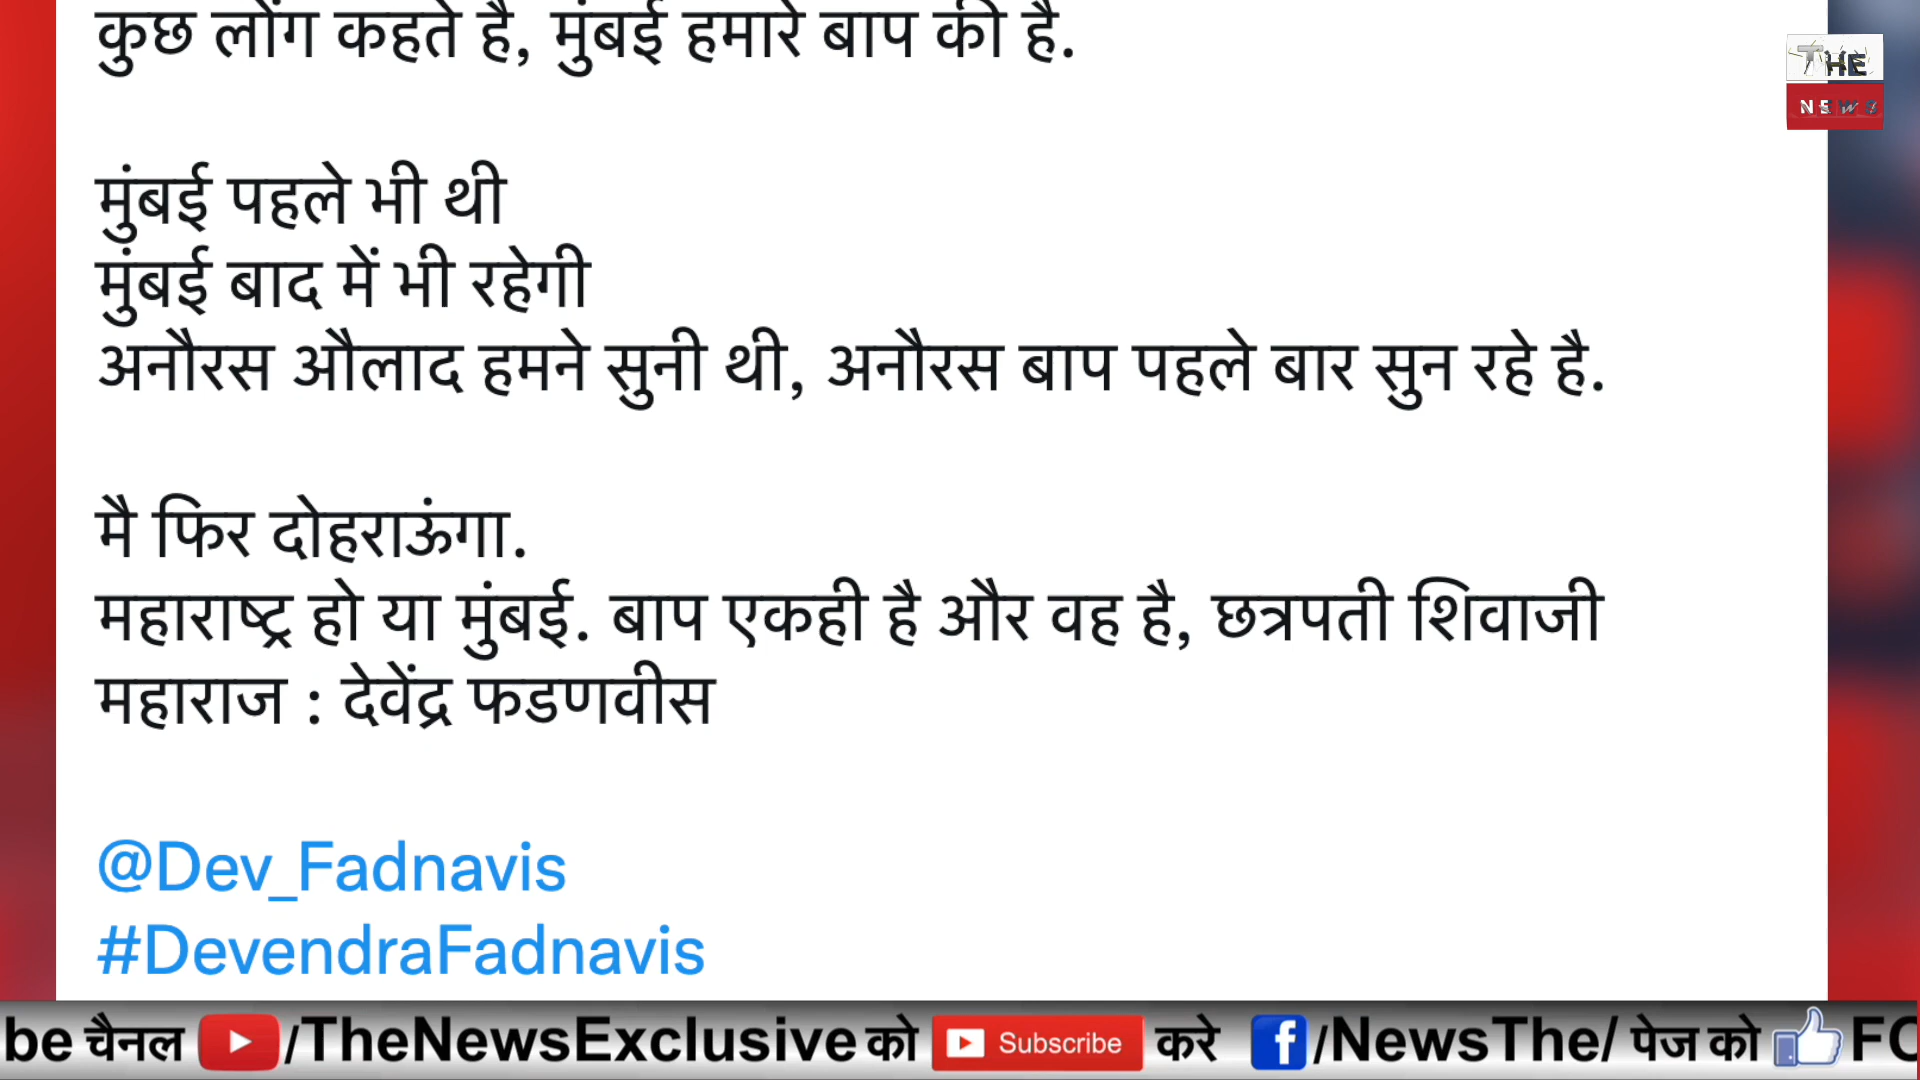 कुछ लोंग कहते है, मुंबई हमारे बाप की है.
THE
NEWS
मुंबई पहले भी थी
मुंबई बाद में भी रहेगी
अनौरस औलाद हमने सुनी थी, अनौरस बाप पहले बार सुन रहे है.
मै फिर दोहराऊंगा.
महाराष्ट्र हो या मुंबई. बाप एकही है और वह है, छत्रपती शिवाजी
महाराज : देवेंद्र फडणवीस
@Dev_Fadnavis
#DevendraFadnavis
be चैनल /TheNewsExclusive को Subscribe करे f /NewsThe/ पेज को FO